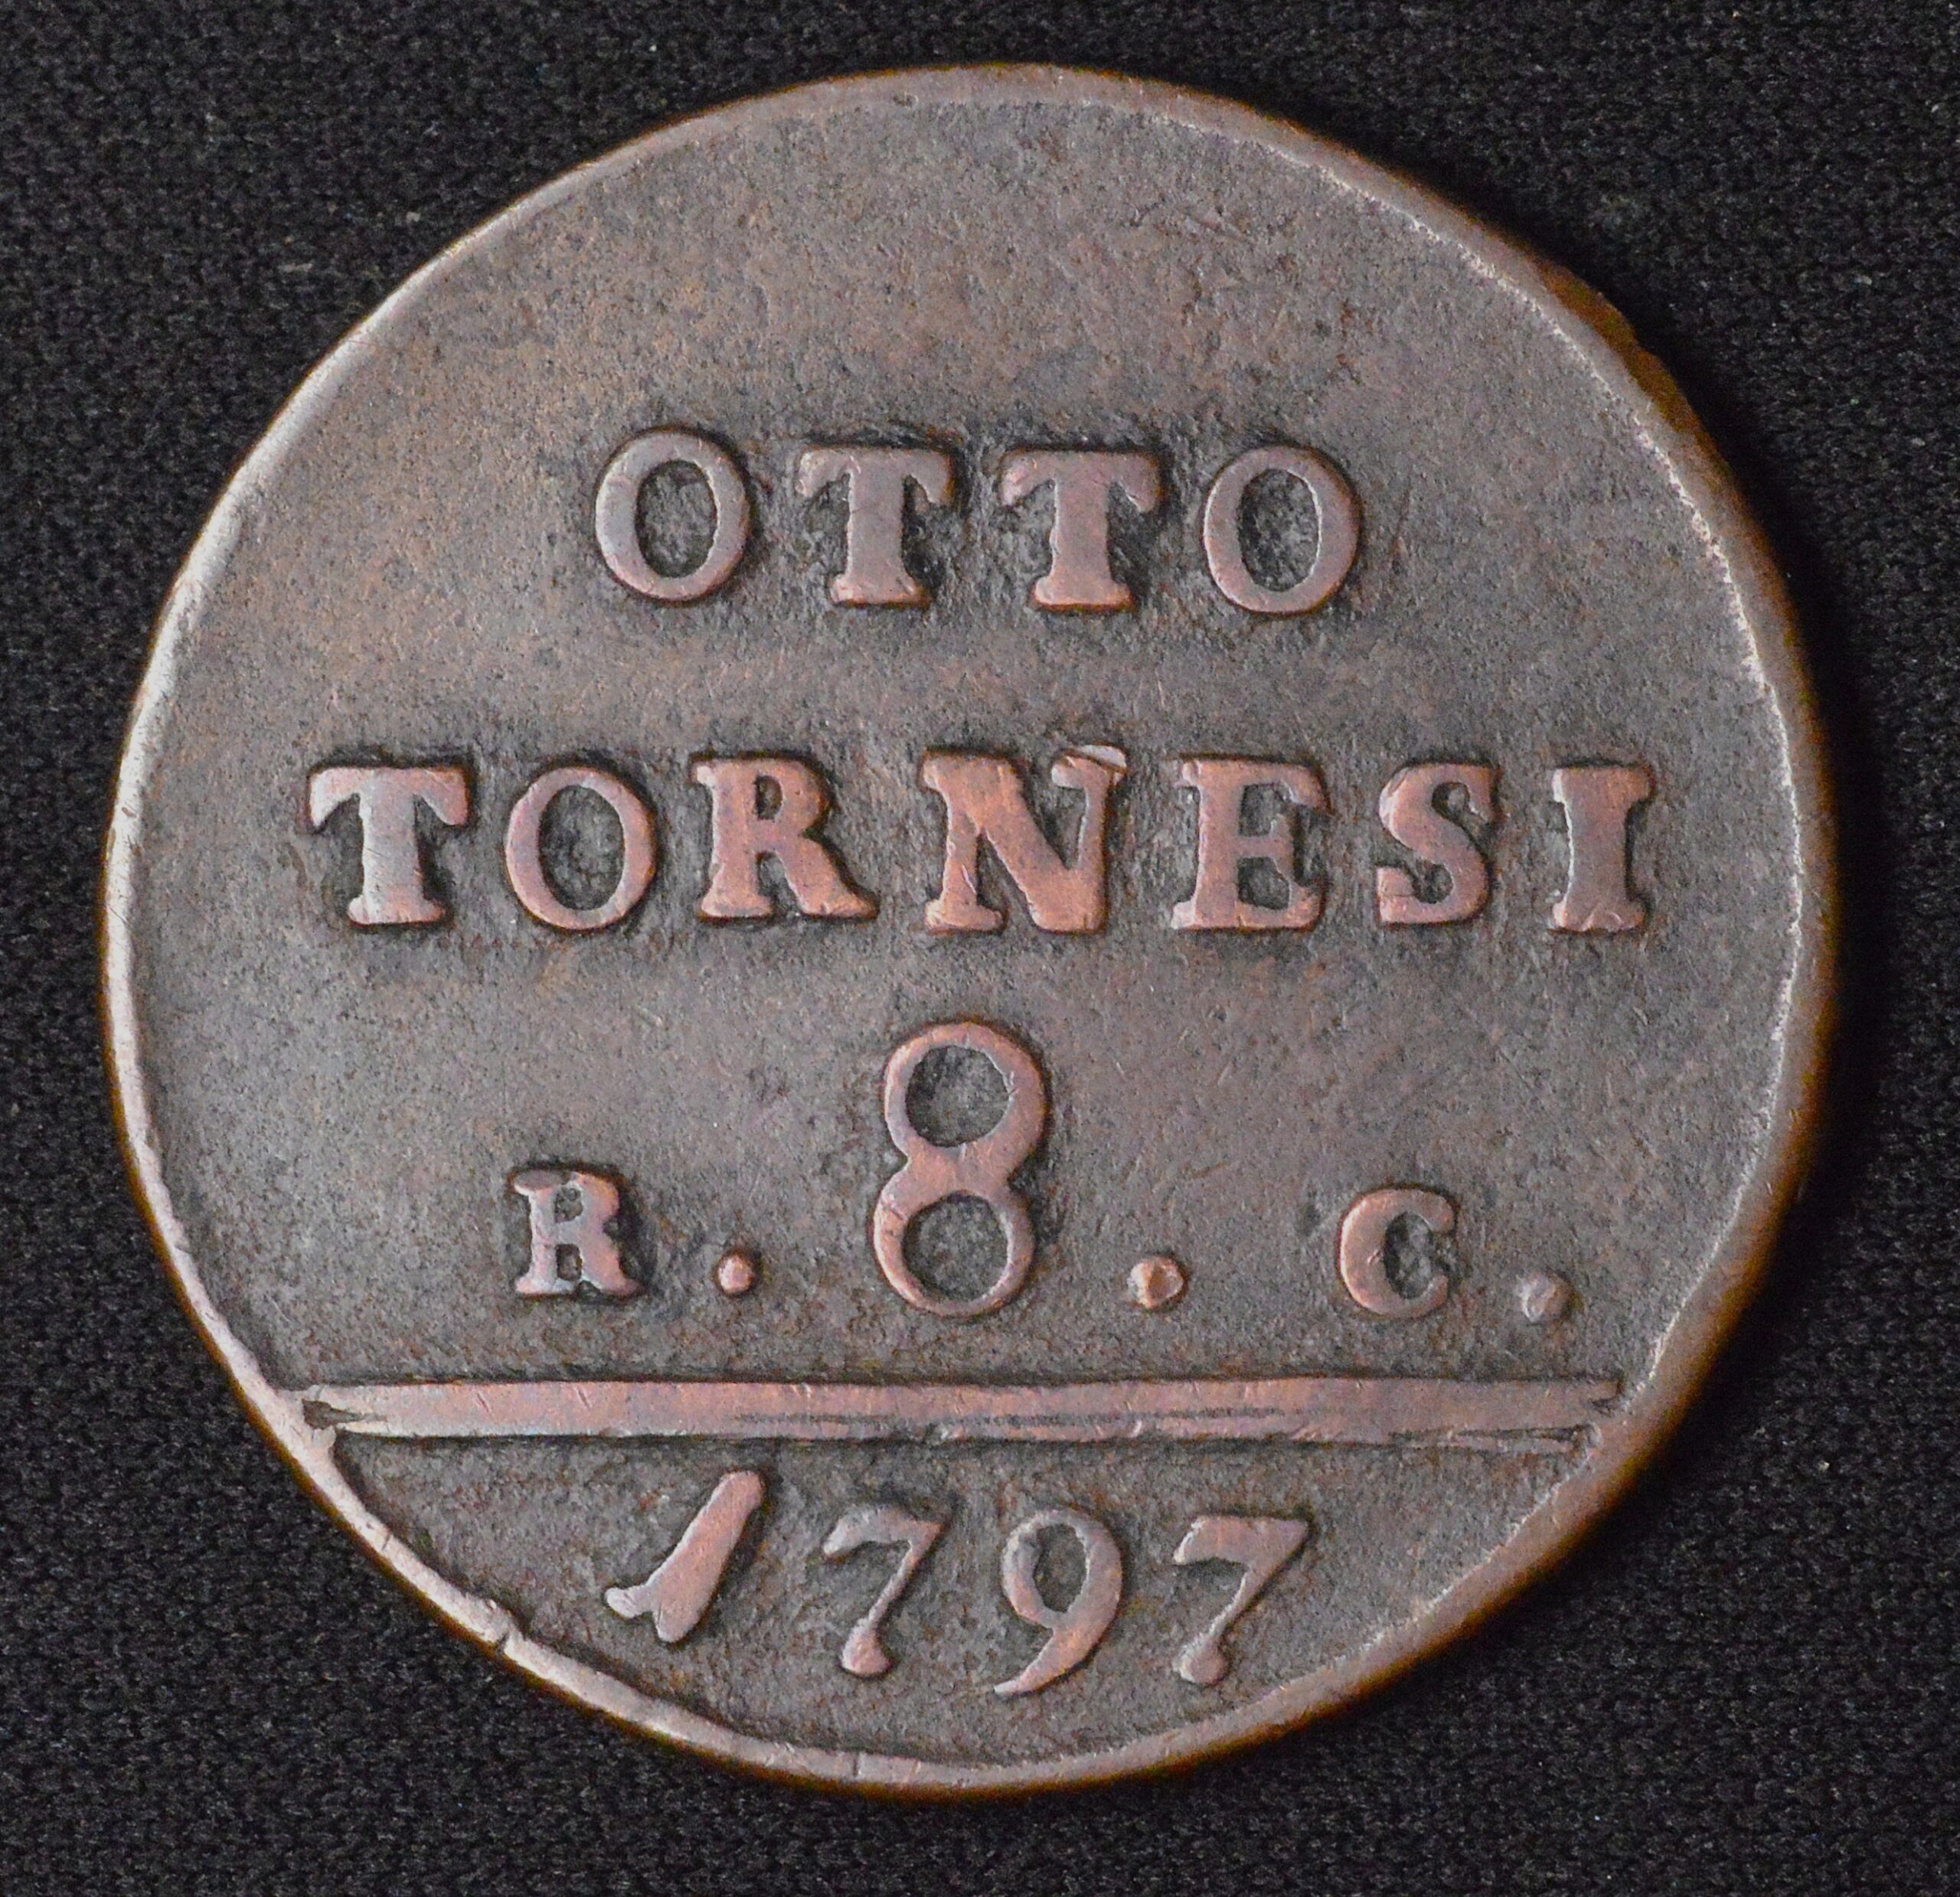 OTTO
TORNESI
R. 8. C.
1797